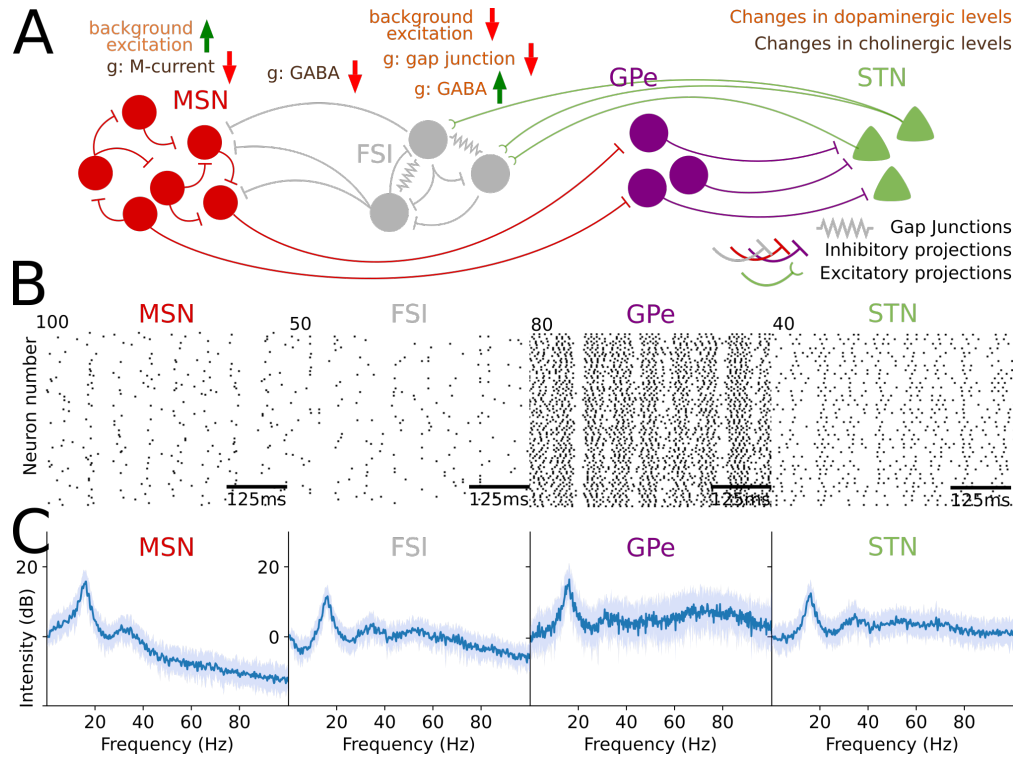 A
background
excitation
g: M-current
MSN
g: GABA
background
excitation
g: gap junction
g: GABA
FSI
GPe
STN
Changes in dopaminergic levels
Changes in cholinergic levels
Gap Junctions
Inhibitory projections
Excitatory projections
B
MSN FSI GPe STN
100 50 80 40
Neuron number
125ms 125ms 125ms 125ms
C
MSN FSI GPe STN
Intensity (dB)
20 20
0 0
20 40 60 80 20 40 60 80 20 40 60 80 20 40 60 80
Frequency (Hz) Frequency (Hz) Frequency (Hz) Frequency (Hz)